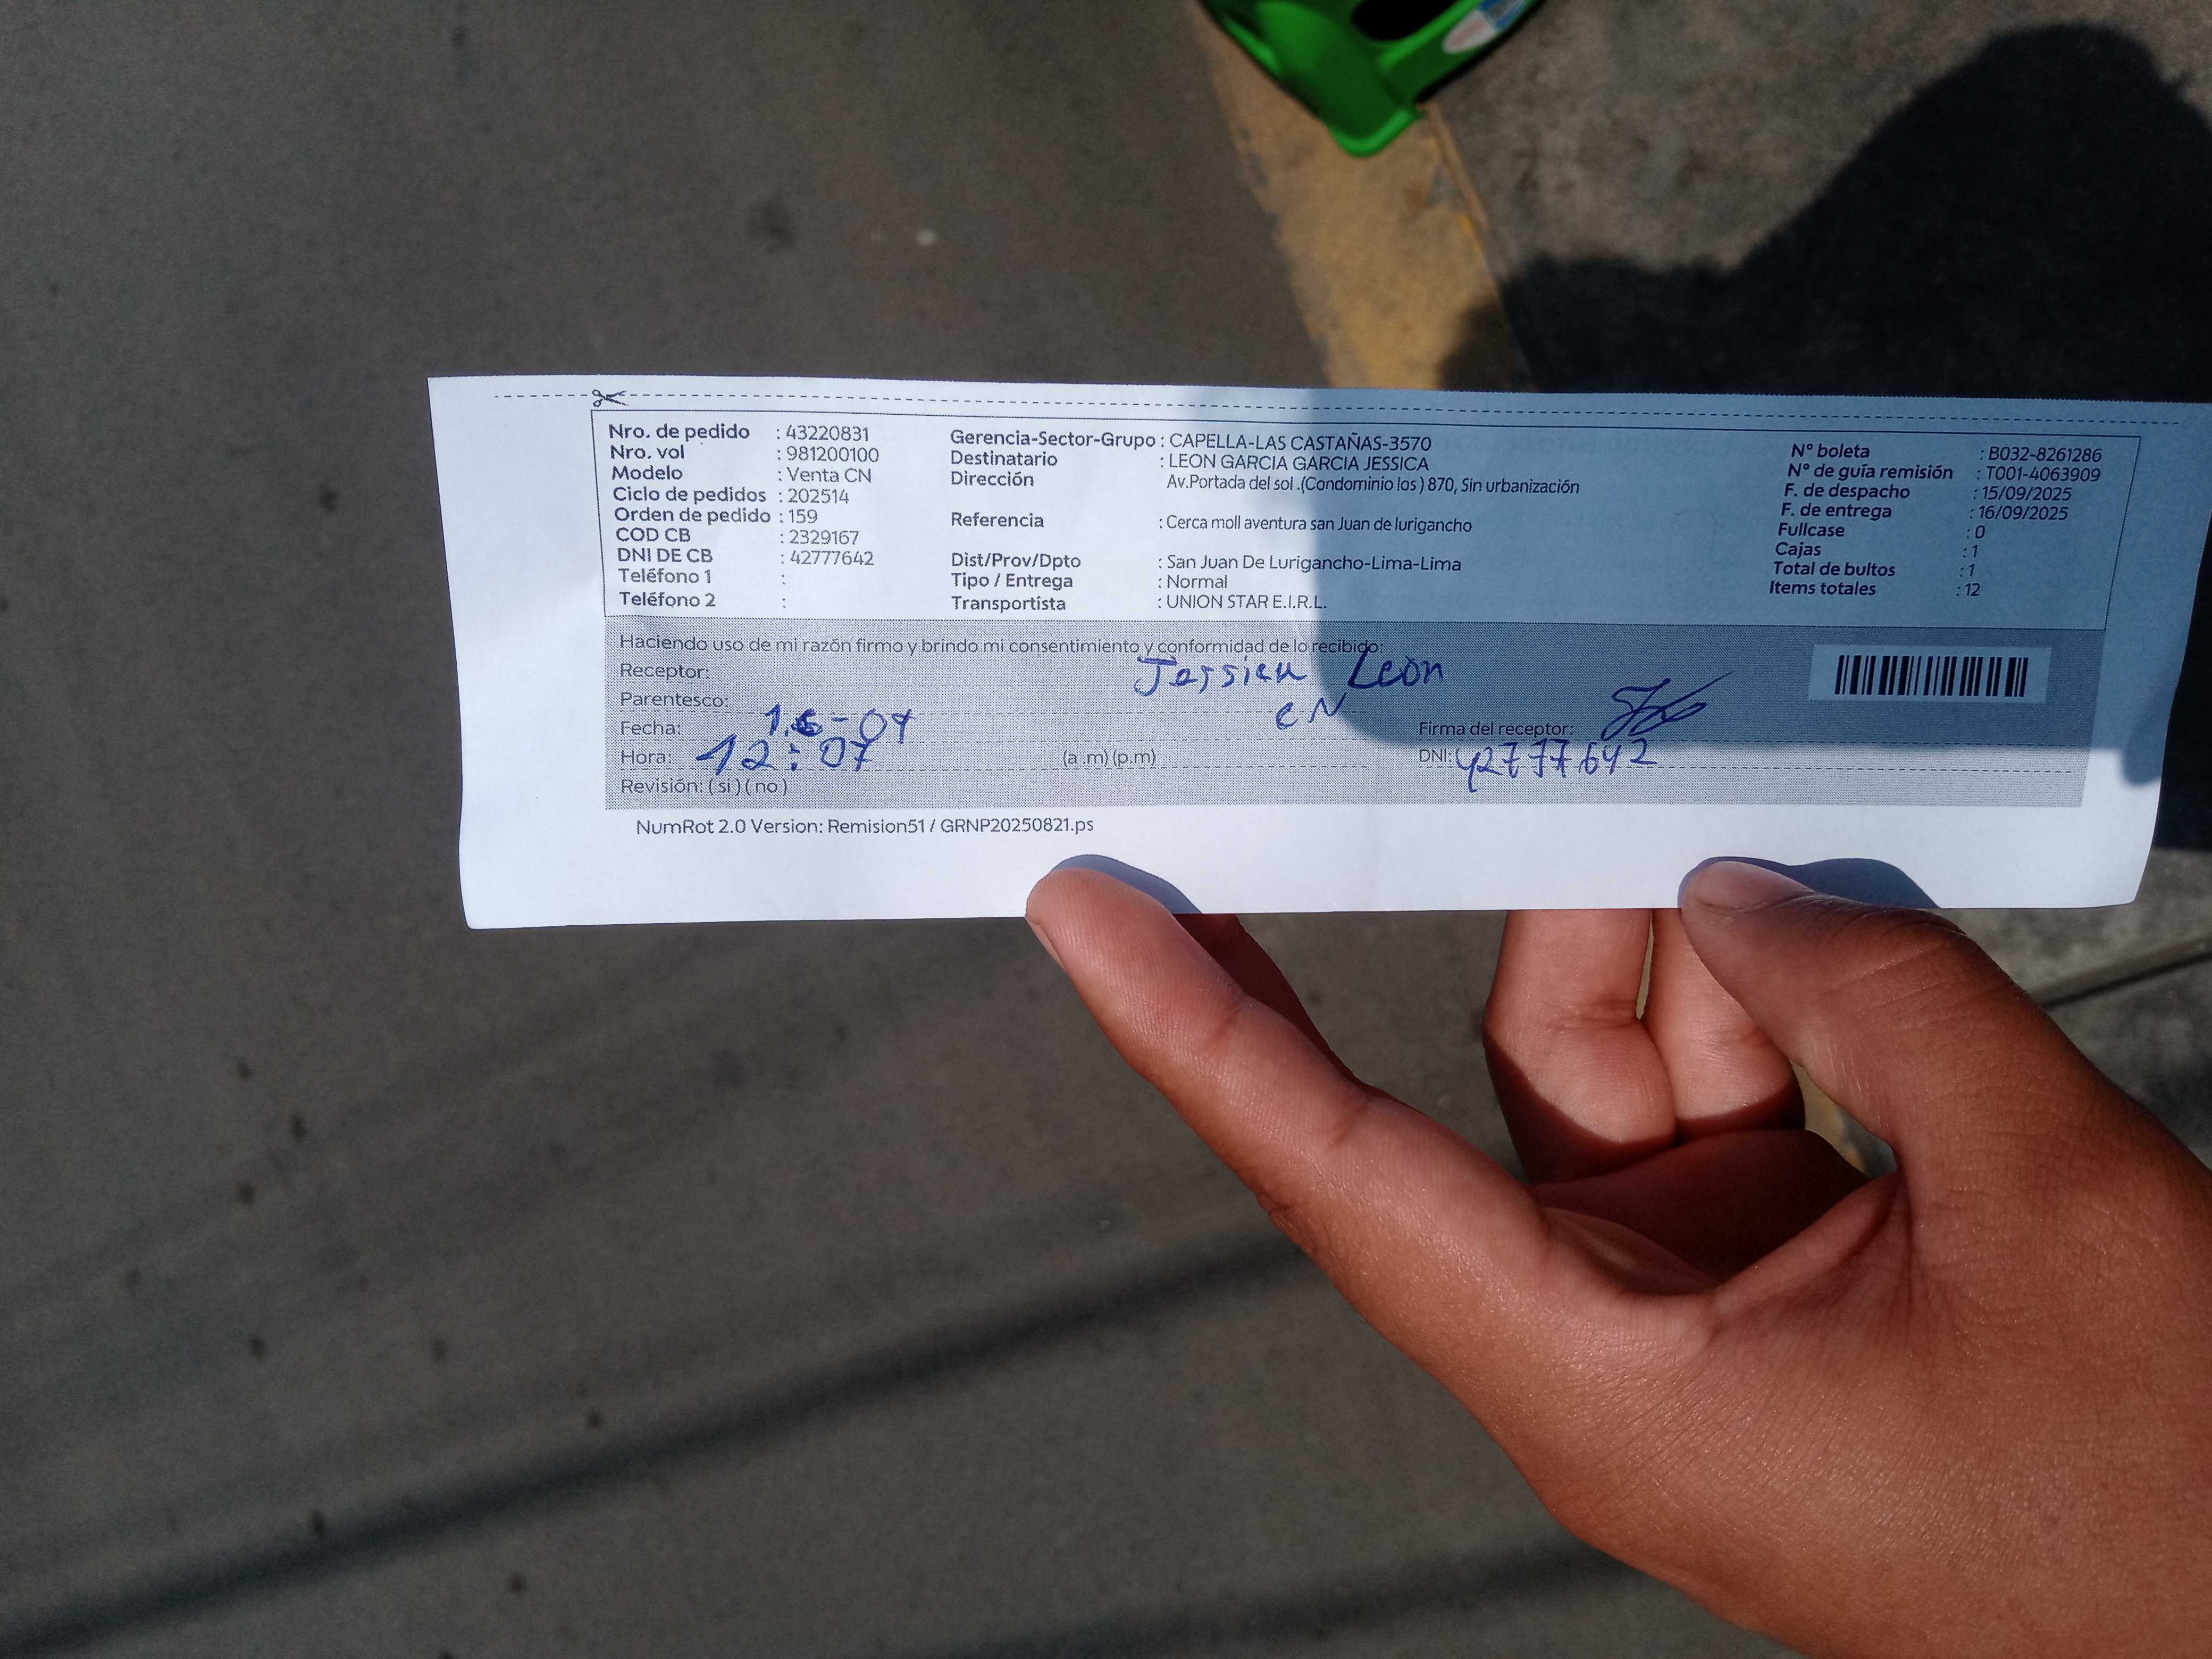 Nro. de pedido : 43220831
Nro. vol : 981200100
Modelo : Venta CN
Ciclo de pedidos : 202514
Orden de pedido : 159
COD CB : 2329167
DNI DE CB : 42777642
Teléfono 1 :
Teléfono 2 :
Gerencia-Sector-Grupo : CAPELLA-LAS CASTAÑAS-3570
Destinatario : LEON GARCIA GARCIA JESSICA
Dirección Av.Portada del sol .(Condominio los ) 870, Sin urbanización
Referencia : Cerca moll aventura san Juan de lurigancho
Dist/Prov/Dpto : San Juan De Lurigancho-Lima-Lima
Tipo / Entrega : Normal
Transportista : UNION STAR E.I.R.L.
N° boleta : B032-8261286
N° de guía remisión : T001-4063909
F. de despacho : 15/09/2025
F. de entrega : 16/09/2025
Fullcase : 0
Cajas : 1
Total de bultos : 1
Items totales : 12
Haciendo uso de mi razón firmo y brindo mi consentimiento y conformidad de lo recibido:
Receptor: Jessica León
Parentesco: CN
Fecha: 16-09
Firma del receptor:
Hora: 12:07 (a .m) (p.m)
DNI: 42777642
Revisión: ( si ) ( no )
NumRot 2.0 Version: Remision51 / GRNP20250821.ps